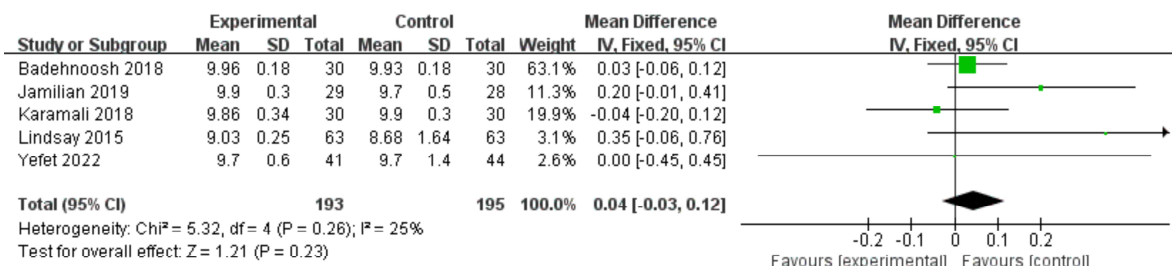 Experimental Control Mean Difference Mean Difference
Study or Subgroup Mean SD Total Mean SD Total Weight IV, Fixed, 95% CI IV, Fixed, 95% CI
Badehnoosh 2018 9.96 0.18 30 9.93 0.18 30 63.1% 0.03 [-0.06, 0.12]
Jamilian 2019 9.9 0.3 29 9.7 0.5 28 11.3% 0.20 [-0.01, 0.41]
Karamali 2018 9.86 0.34 30 9.9 0.3 30 19.9% -0.04 [-0.20, 0.12]
Lindsay 2015 9.03 0.25 63 8.68 1.64 63 3.1% 0.35 [-0.06, 0.76]
Yefet 2022 9.7 0.6 41 9.7 1.4 44 2.6% 0.00 [-0.45, 0.45]
Total (95% CI) 193 195 100.0% 0.04 [-0.03, 0.12]
Heterogeneity: Chi² = 5.32, df = 4 (P = 0.26); I² = 25%
Test for overall effect: Z = 1.21 (P = 0.23)
-0.2 -0.1 0 0.1 0.2
Favours [experimental] Favours [control]